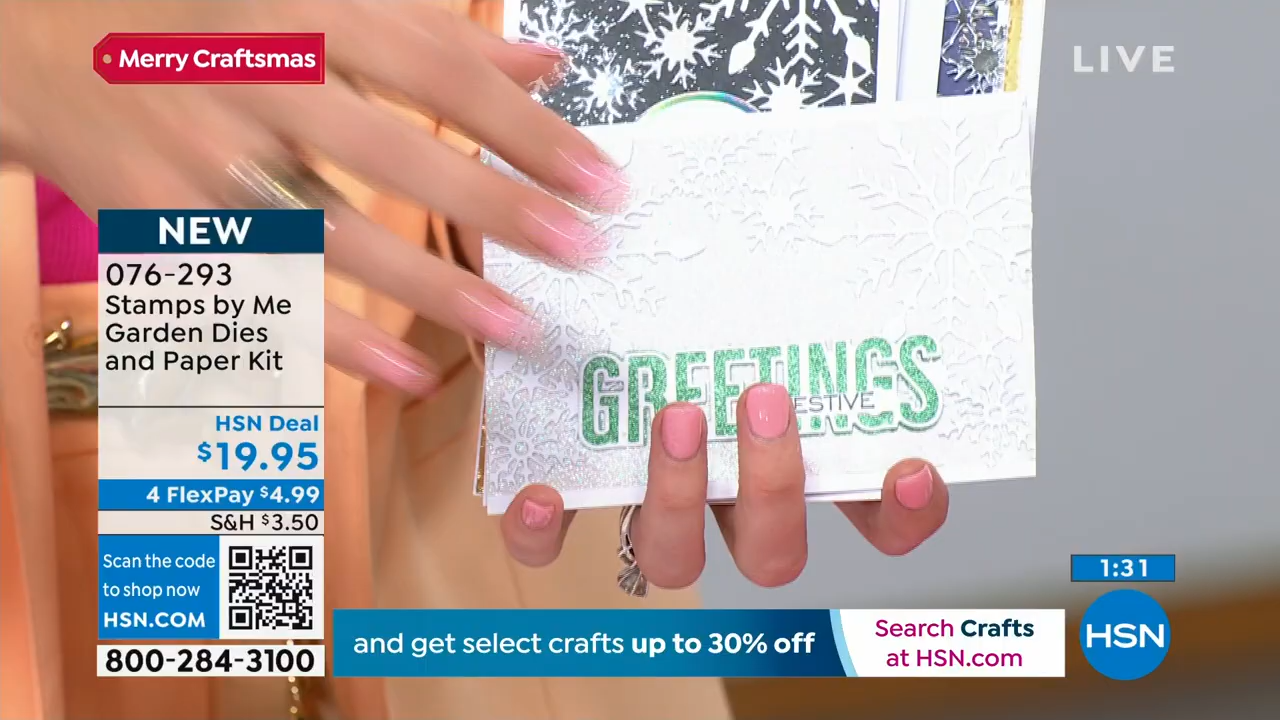 Merry Craftsmas
LIVE
NEW
076-293
Stamps by Me
Garden Dies
and Paper Kit
HSN Deal
$19.95
4 FlexPay $4.99
S&H $3.50
Scan the code
to shop now
HSN.COM
800-284-3100
GREETINGS
ESTIVE
and get select crafts up to 30% off
Search Crafts
at HSN.com
1:31
HSN